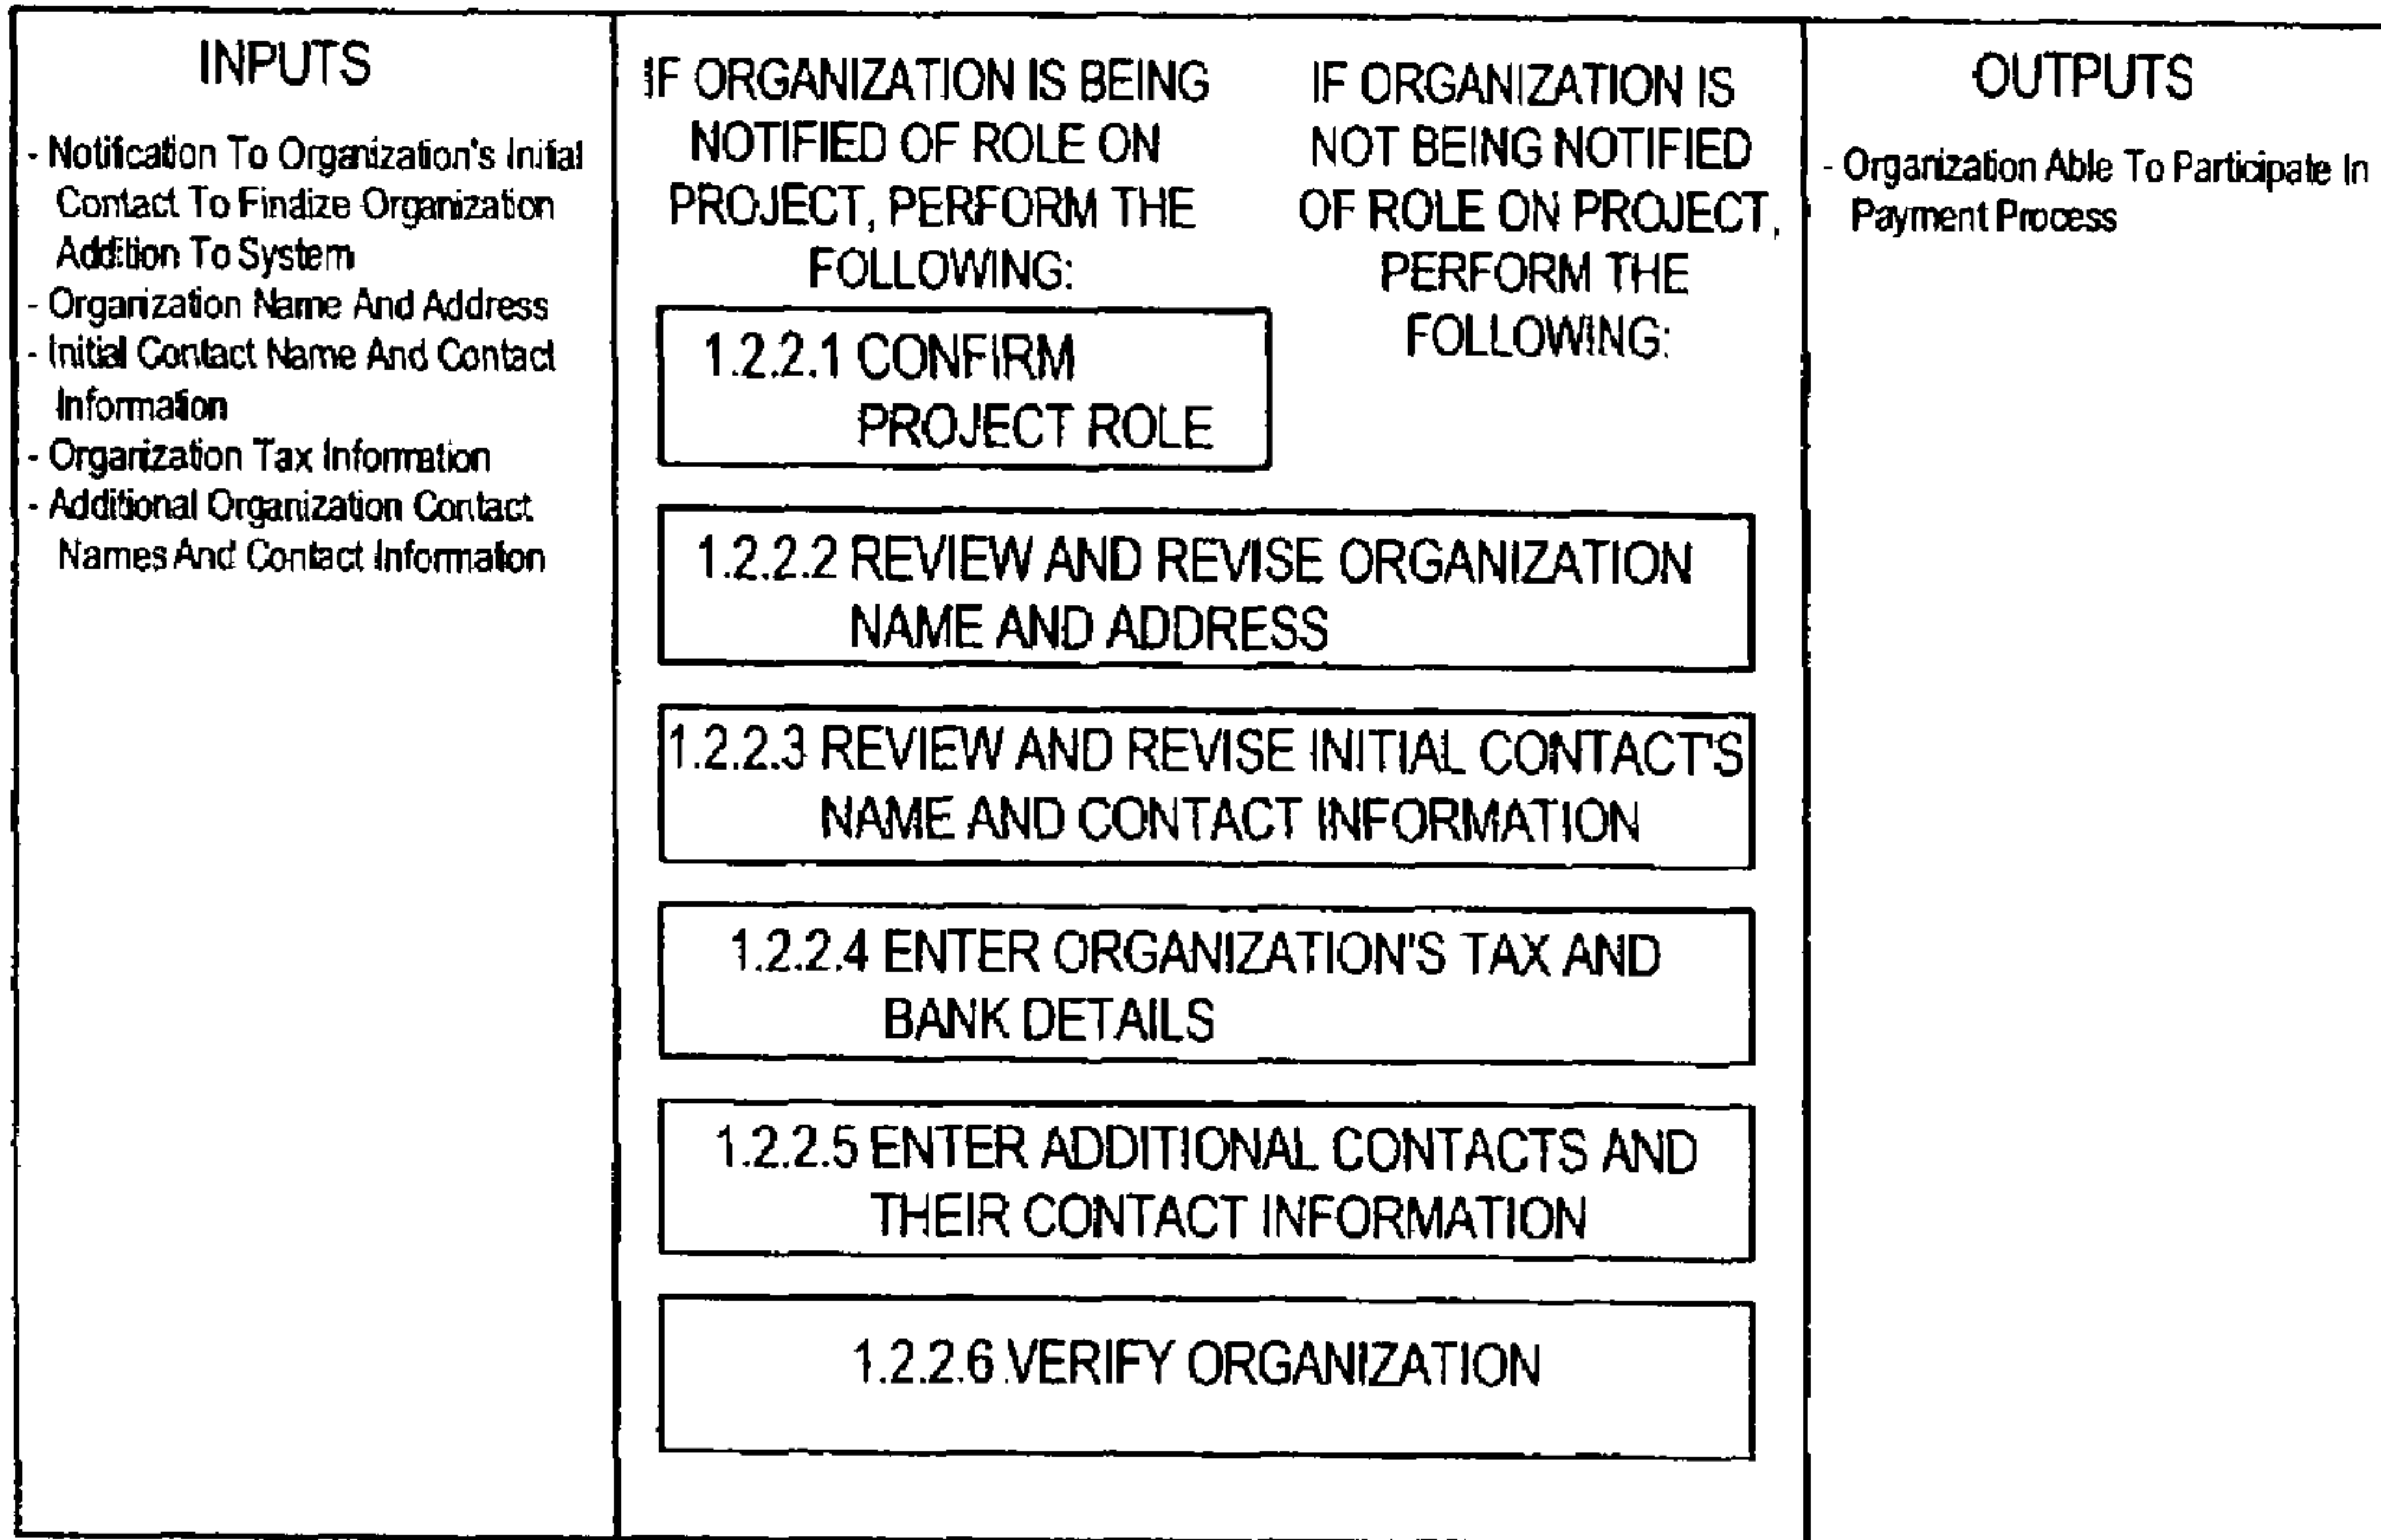 INPUTS
- Notification To Organization's Initial
Contact To Finalize Organization
Addition To System
- Organization Name And Address
- Initial Contact Name And Contact
Information
- Organization Tax Information
- Additional Organization Contact
Names And Contact Information
IF ORGANIZATION IS BEING
NOTIFIED OF ROLE ON
PROJECT, PERFORM THE
FOLLOWING:
IF ORGANIZATION IS
NOT BEING NOTIFIED
OF ROLE ON PROJECT,
PERFORM THE
FOLLOWING:
1.2.2.1 CONFIRM
PROJECT ROLE
1.2.2.2 REVIEW AND REVISE ORGANIZATION
NAME AND ADDRESS
1.2.2.3 REVIEW AND REVISE INITIAL CONTACT'S
NAME AND CONTACT INFORMATION
1.2.2.4 ENTER ORGANIZATION'S TAX AND
BANK DETAILS
1.2.2.5 ENTER ADDITIONAL CONTACTS AND
THEIR CONTACT INFORMATION
1.2.2.6 VERIFY ORGANIZATION
OUTPUTS
- Organization Able To Participate In
Payment Process